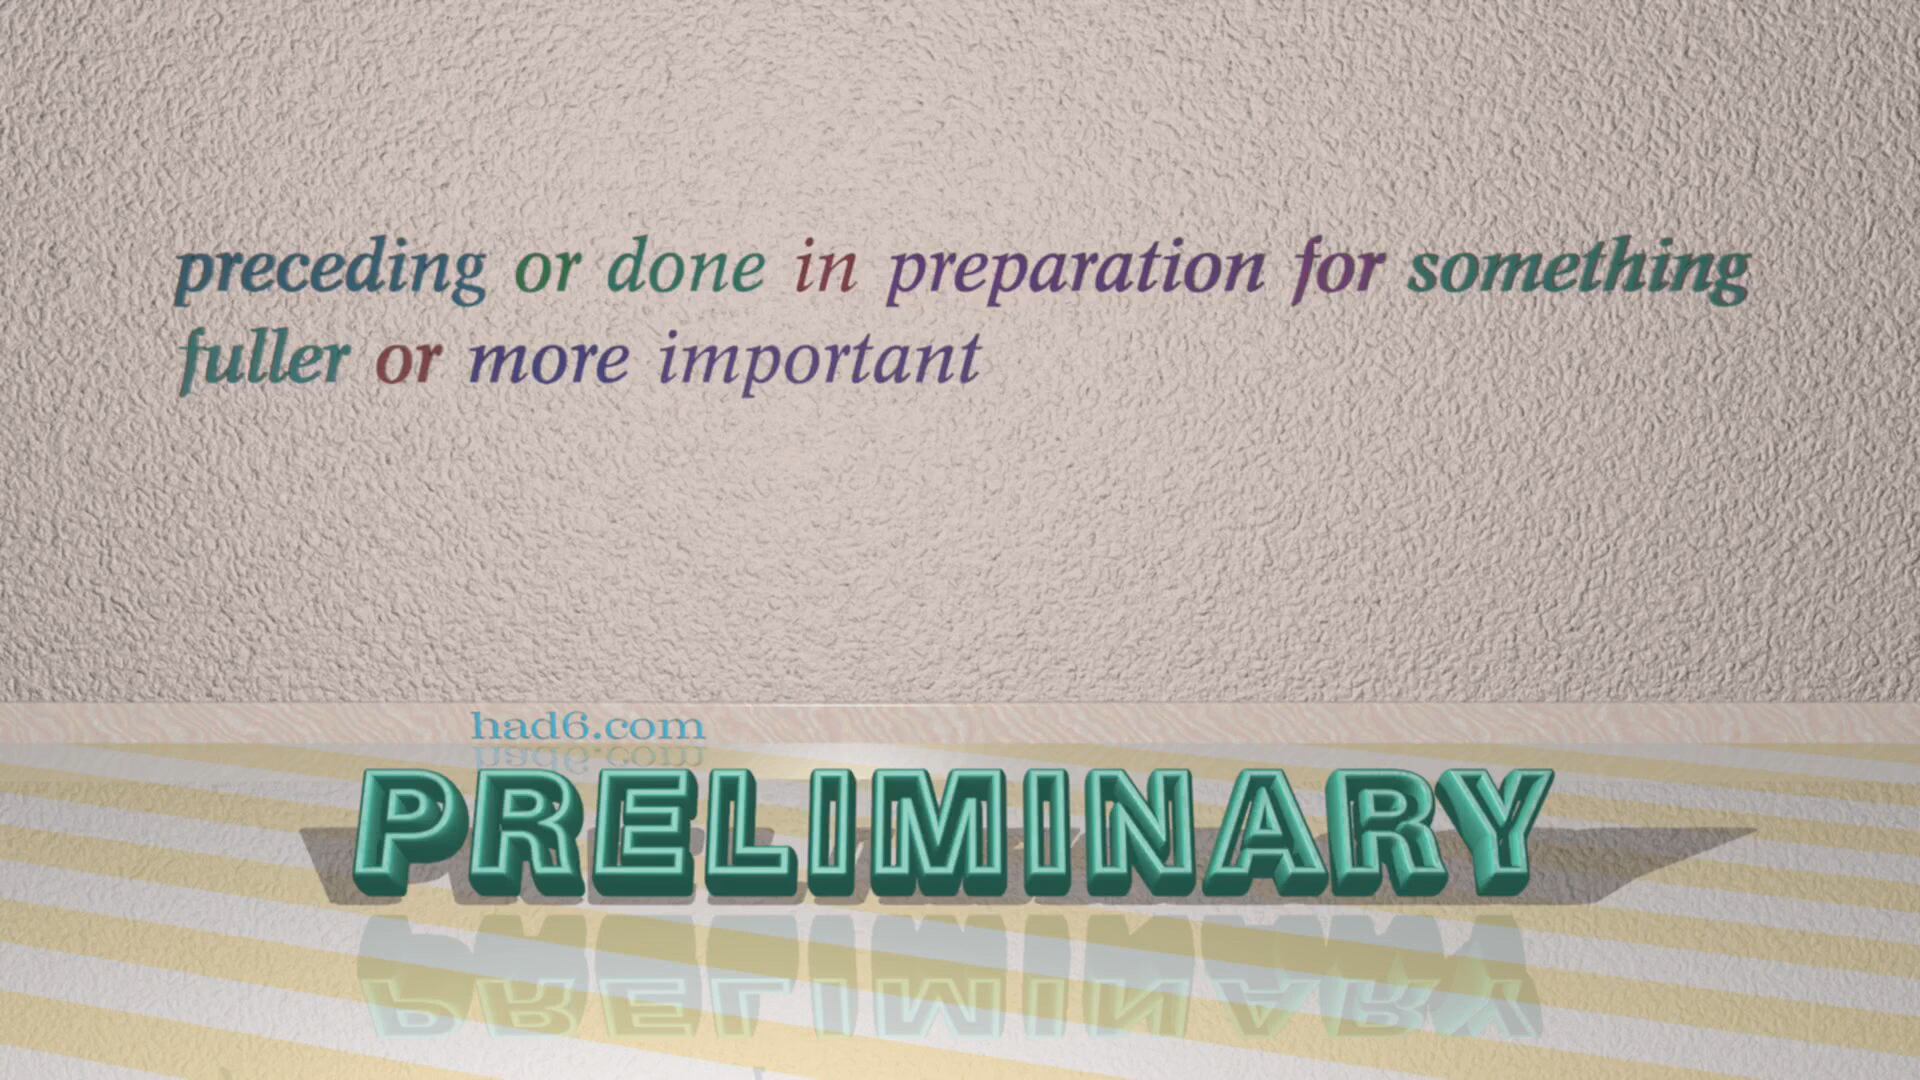 preceding or done in preparation for something
fuller or more important
had6.com
PRELIMINARY